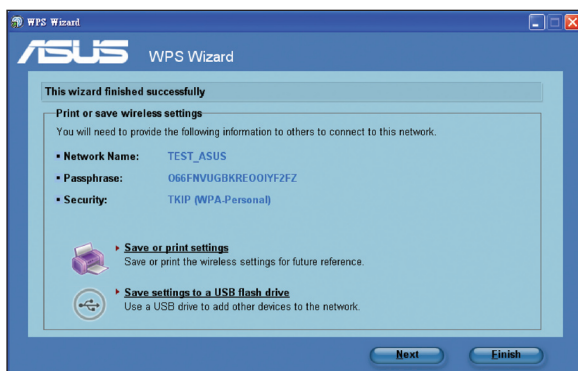 WPS Wizard
ASUS WPS Wizard
This wizard finished successfully
Print or save wireless settings
You will need to provide the following information to others to connect to this network.
Network Name: TEST_ASUS
Passphrase: O66FNVUGBKREOOIYF2FZ
Security: TKIP (WPA-Personal)
Save or print settings
Save or print the wireless settings for future reference.
Save settings to a USB flash drive
Use a USB drive to add other devices to the network.
Next Finish